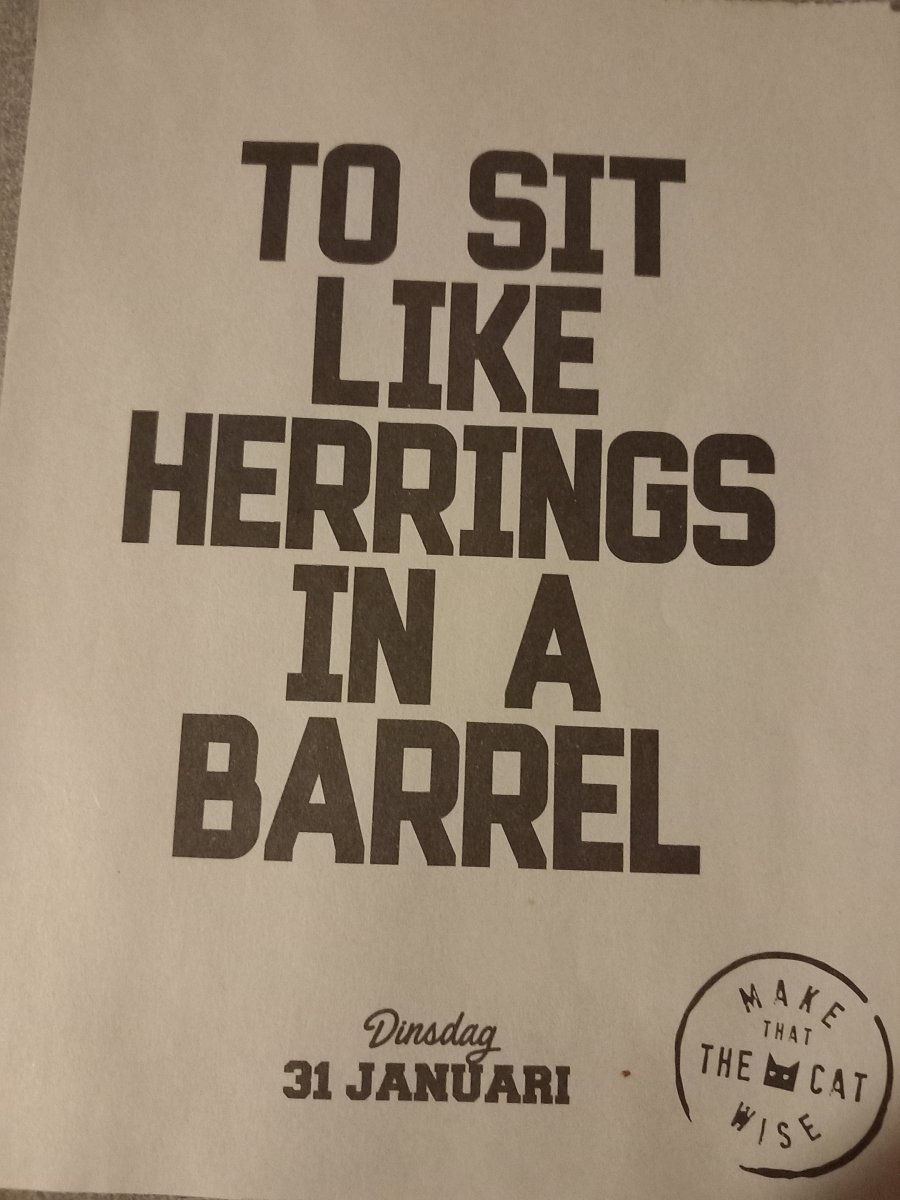 TO SIT
LIKE
HERRINGS
IN A
BARREL
Dinsdag
31 JANUARI
MAKE
THAT
THE CAT
WISE